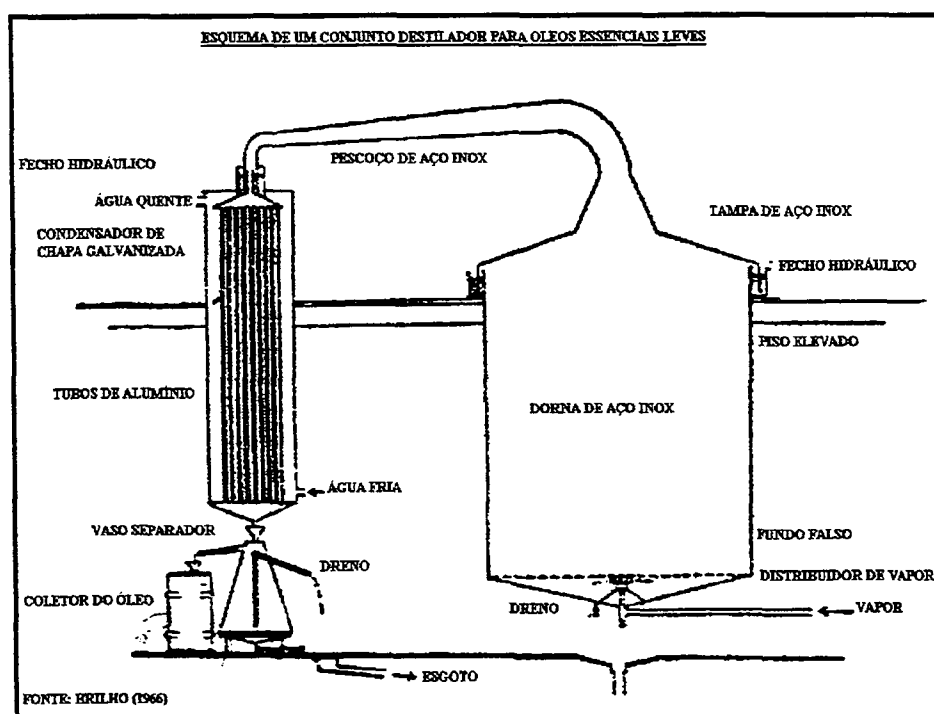 ESQUEMA DE UM CONJUNTO DESTILADOR PARA OLEOS ESSENCIAIS LEVES
FECHO HIDRÁULICO
PESCOÇO DE AÇO INOX
ÁGUA QUENTE
TAMPA DE AÇO INOX
CONDENSADOR DE
CHAPA GALVANIZADA
FECHO HIDRÁULICO
PISO ELEVADO
TUBOS DE ALUMÍNIO
DORNA DE AÇO INOX
ÁGUA FRIA
VASO SEPARADOR
FUNDO FALSO
DRENO
DISTRIBUIDOR DE VAPOR
COLETOR DO ÓLEO
DRENO
VAPOR
ESGOTO
FONTE: BRILHO (1966)